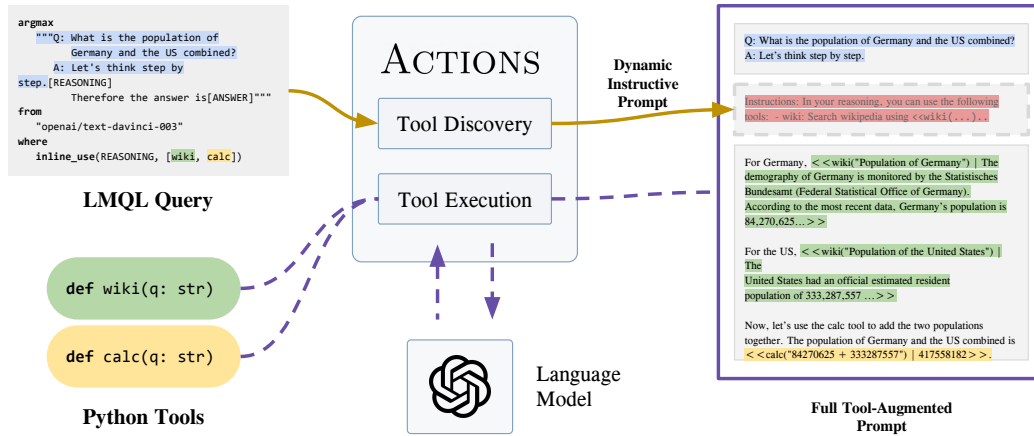 argmax
"""Q: What is the population of
Germany and the US combined?
A: Let's think step by
step.[REASONING]
Therefore the answer is[ANSWER]"""
from
"openai/text-davinci-003"
where
inline_use(REASONING, [wiki, calc])
LMQL Query
def wiki(q: str)
def calc(q: str)
Python Tools
ACTIONS
Tool Discovery
Tool Execution
Language
Model
Dynamic
Instructive
Prompt
Q: What is the population of Germany and the US combined?
A: Let's think step by step.
Instructions: In your reasoning, you can use the following
tools: - wiki: Search wikipedia using <<wiki(...)..
For Germany, <<wiki("Population of Germany") | The
demography of Germany is monitored by the Statistisches
Bundesamt (Federal Statistical Office of Germany).
According to the most recent data, Germany's population is
84,270,625...>>
For the US, <<wiki("Population of the United States") |
The
United States had an official estimated resident
population of 333,287,557 ...>>
Now, let's use the calc tool to add the two populations
together. The population of Germany and the US combined is
<<calc("84270625 + 333287557") | 417558182>>.
Full Tool-Augmented
Prompt